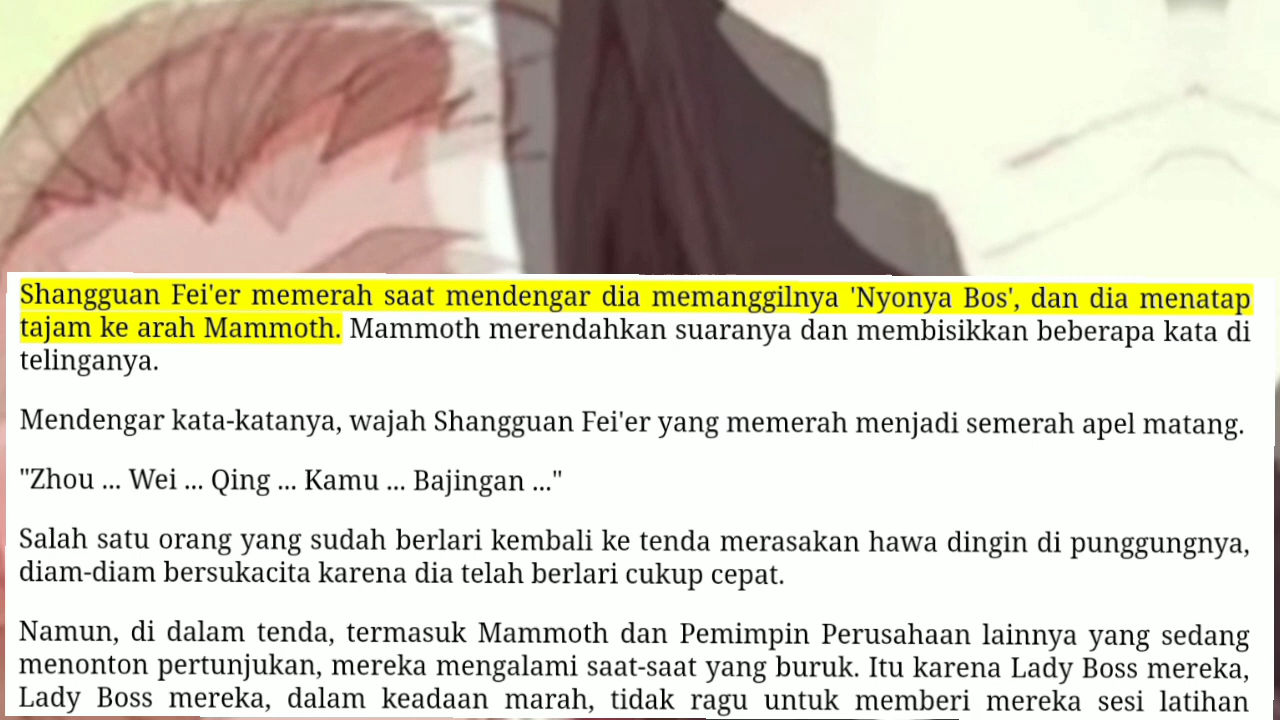 Shangguan Fei'er memerah saat mendengar dia memanggilnya 'Nyonya Bos', dan dia menatap
tajam ke arah Mammoth. Mammoth merendahkan suaranya dan membisikkan beberapa kata di
telinganya.
Mendengar kata-katanya, wajah Shangguan Fei'er yang memerah menjadi semerah apel matang.
"Zhou ... Wei ... Qing ... Kamu ... Bajingan ..."
Salah satu orang yang sudah berlari kembali ke tenda merasakan hawa dingin di punggungnya,
diam-diam bersukacita karena dia telah berlari cukup cepat.
Namun, di dalam tenda, termasuk Mammoth dan Pemimpin Perusahaan lainnya yang sedang
menonton pertunjukan, mereka mengalami saat-saat yang buruk. Itu karena Lady Boss mereka,
Lady Boss mereka, dalam keadaan marah, tidak ragu untuk memberi mereka sesi latihan